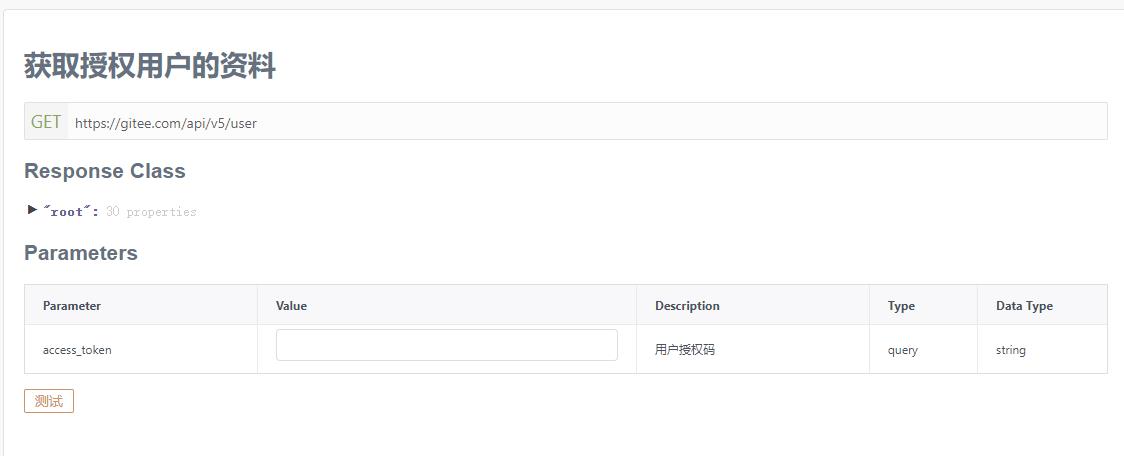 获取授权用户的资料
GET https://gitee.com/api/v5/user
Response Class
"root": 30 properties
Parameters
Parameter Value Description Type Data Type
access_token 用户授权码 query string
测试